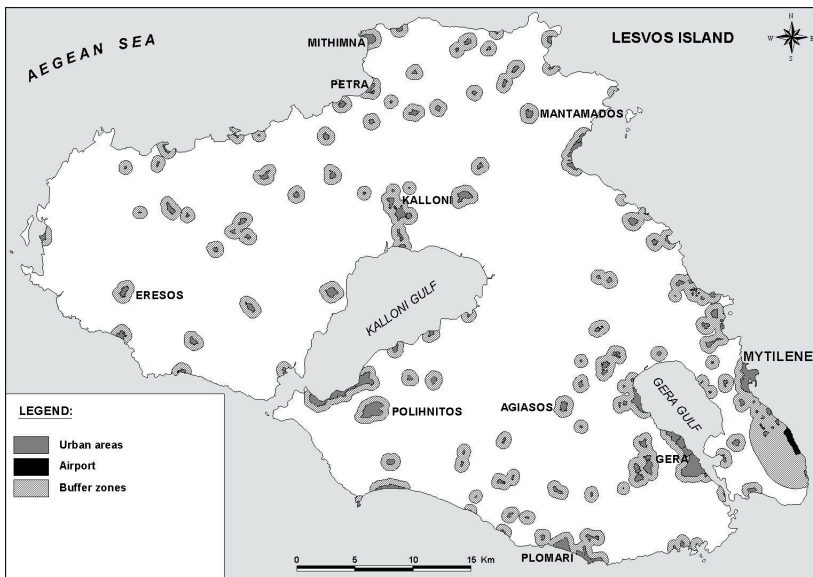 AEGEAN SEA
LESVOS ISLAND
N
W E
S
MITHIMNA
PETRA
MANTAMADOS
KALLONI
ERESOS
KALLONI GULF
MYTILENE
GERA GULF
POLIHNITOS
AGIASOS
GERA
PLOMARI
LEGEND:
Urban areas
Airport
Buffer zones
0 5 10 15 Km